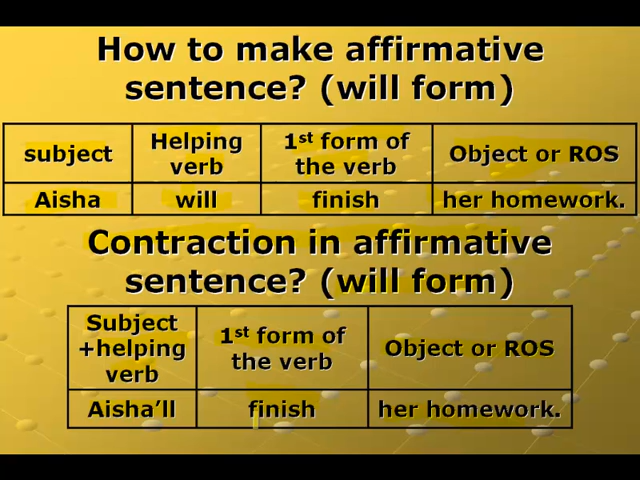 How to make affirmative
sentence? (will form)
subject
Helping
verb
1st form of
the verb
Object or ROS
Aisha
will
finish
her homework.
Contraction in affirmative
sentence? (will form)
Subject
+helping
verb
1st form of
the verb
Object or ROS
Aisha’ll
finish
her homework.